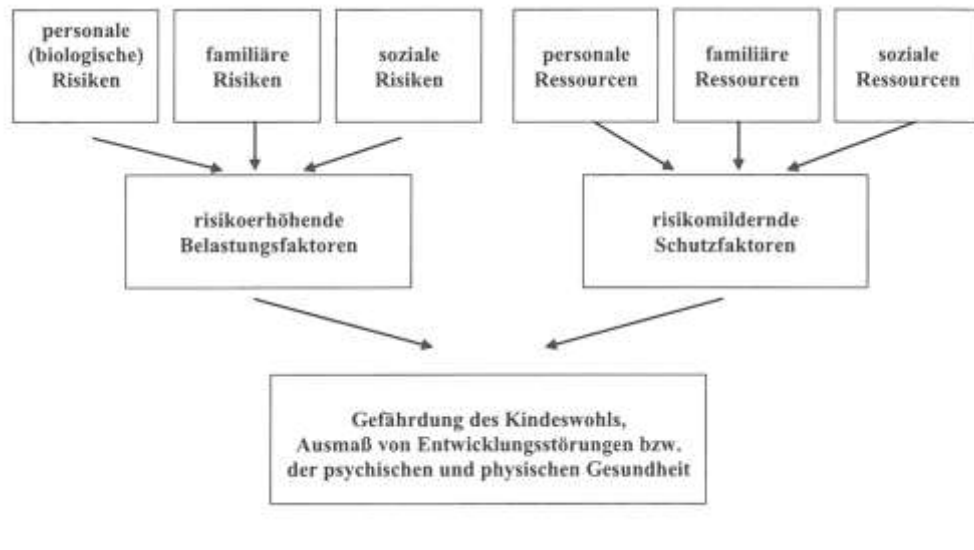 personale
(biologische)
Risiken
familiäre
Risiken
soziale
Risiken
personale
Ressourcen
familiäre
Ressourcen
soziale
Ressourcen
risikoerhöhende
Belastungsfaktoren
risikomildernde
Schutzfaktoren
Gefährdung des Kindeswohls,
Ausmaß von Entwicklungsstörungen bzw.
der psychischen und physischen Gesundheit